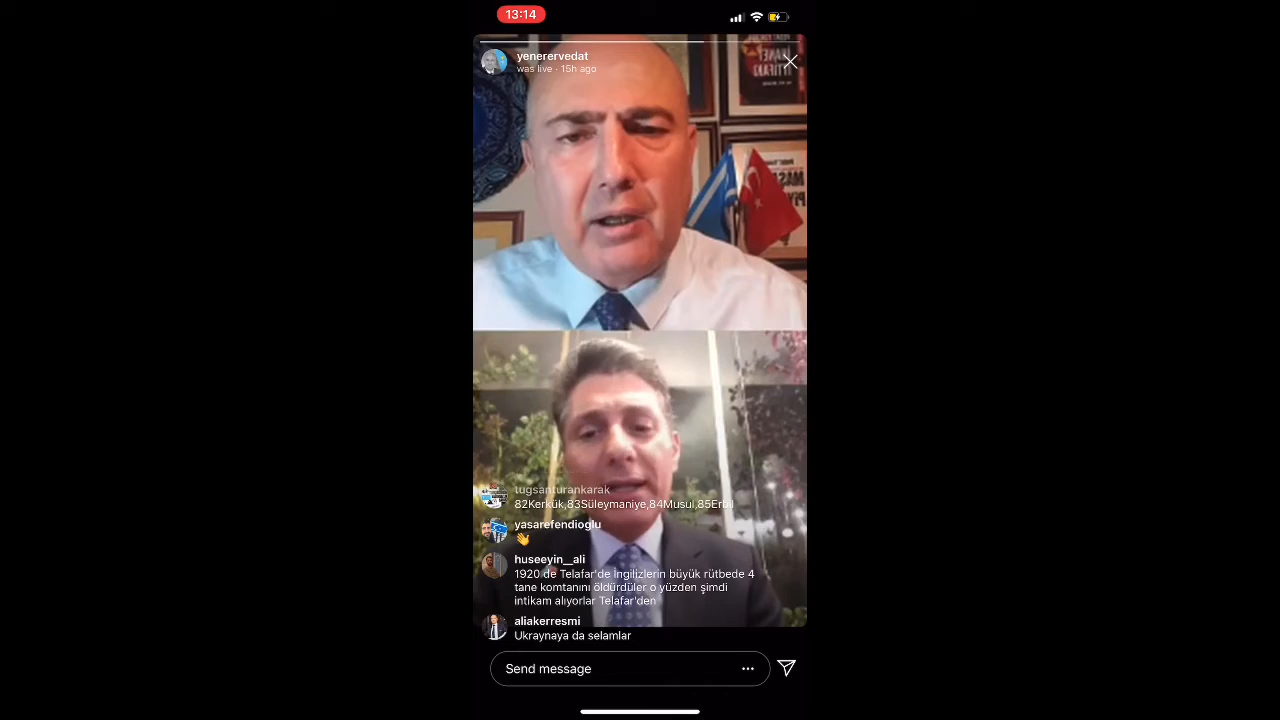 13:14
yenerervedat
was live · 15h ago
tugsanturankarak
82Kerkük,83Süleymaniye,84Musul,85Erbil
yasarefendioglu
👋
huseeyin__ali
1920 de Telafar'de İngilizlerin büyük rütbede 4
tane komtanını öldürdüler o yüzden şimdi
intikam alıyorlar Telafar'den
aliakerresmi
Ukraynaya da selamlar
Send message